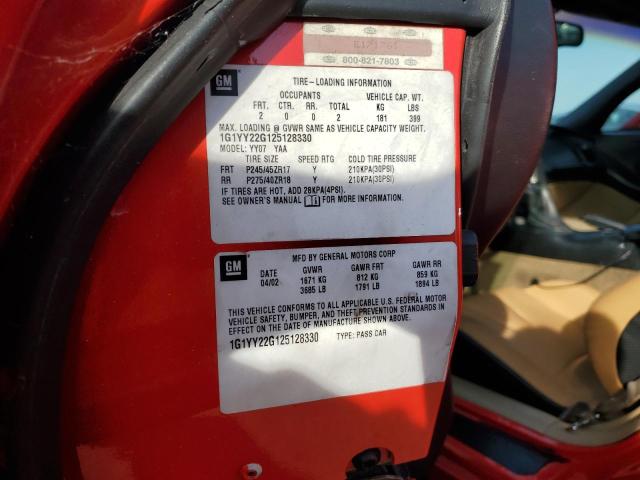 800-821-7803
GM
TIRE-LOADING INFORMATION
OCCUPANTS VEHICLE CAP. WT.
FRT. CTR. RR. TOTAL KG LBS
2 0 0 2 181 399
MAX. LOADING @ GVWR SAME AS VEHICLE CAPACITY WEIGHT.
1G1YY22G125128330
MODEL: YY07 YAA
TIRE SIZE SPEED RTG COLD TIRE PRESSURE
FRT P245/45ZR17 Y 210KPA(30PSI)
RR P275/40ZR18 Y 210KPA(30PSI)
IF TIRES ARE HOT, ADD 28KPA(4PSI).
SEE OWNER'S MANUAL FOR MORE INFORMATION.
GM
MFD BY GENERAL MOTORS CORP
DATE GVWR GAWR FRT GAWR RR
04/02 1671 KG 812 KG 859 KG
3685 LB 1791 LB 1894 LB
THIS VEHICLE CONFORMS TO ALL APPLICABLE U.S. FEDERAL MOTOR
VEHICLE SAFETY, BUMPER, AND THEFT PREVENTION STANDARDS IN
EFFECT ON THE DATE OF MANUFACTURE SHOWN ABOVE.
1G1YY22G125128330 TYPE: PASS CAR